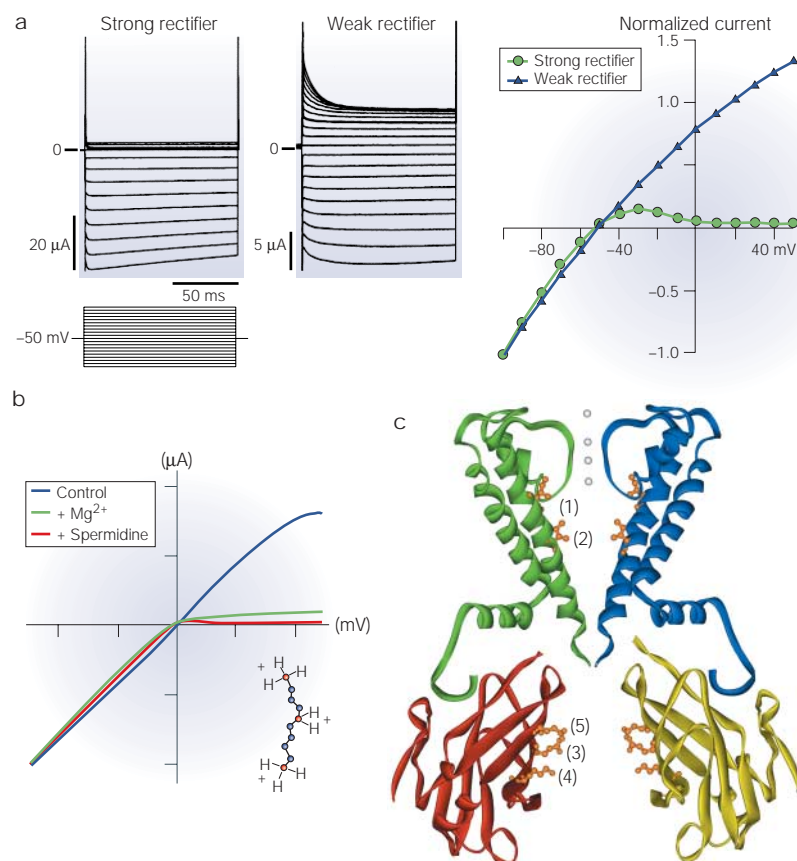 a
Strong rectifier
Weak rectifier
Normalized current
0
20 μA
0
5 μA
50 ms
–50 mV
Strong rectifier
Weak rectifier
1.5
1.0
–80
–40
40 mV
–0.5
–1.0
b
(μA)
Control
+ Mg²⁺
+ Spermidine
(mV)
+
H
H
H
H
+
H
H
+
c
(1)
(2)
(5)
(3)
(4)